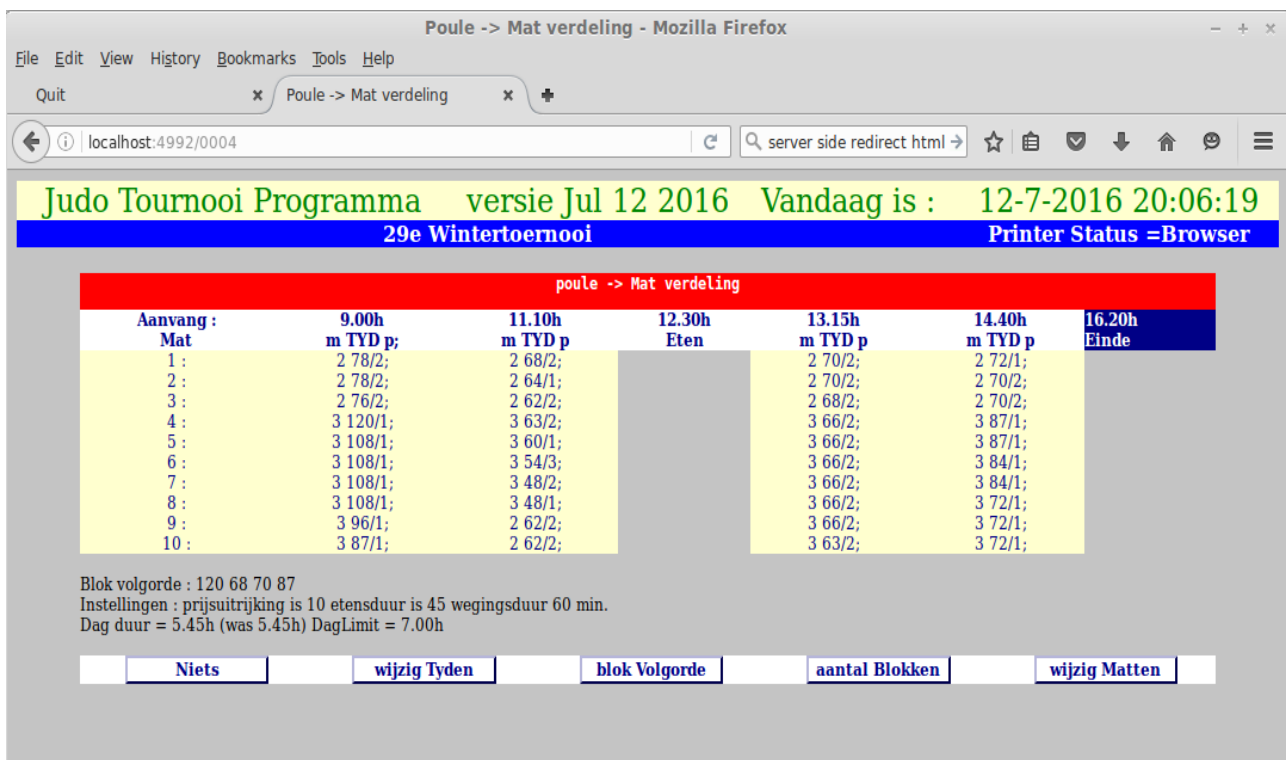 Poule -> Mat verdeling - Mozilla Firefox
File Edit View History Bookmarks Tools Help
Quit Poule -> Mat verdeling
localhost:4992/0004 server side redirect html
Judo Tournooi Programma versie Jul 12 2016 Vandaag is : 12-7-2016 20:06:19
29e Wintertoernooi Printer Status =Browser
poule -> Mat verdeling
Aanvang : 9.00h 11.10h 12.30h 13.15h 14.40h 16.20h
Mat m TYD p; m TYD p Eten m TYD p m TYD p Einde
1 : 2 78/2; 2 68/2; 2 70/2; 2 72/1;
2 : 2 78/2; 2 64/1; 2 70/2; 2 70/2;
3 : 2 76/2; 2 62/2; 2 68/2; 2 70/2;
4 : 3 120/1; 3 63/2; 3 66/2; 3 87/1;
5 : 3 108/1; 3 60/1; 3 66/2; 3 87/1;
6 : 3 108/1; 3 54/3; 3 66/2; 3 84/1;
7 : 3 108/1; 3 48/2; 3 66/2; 3 84/1;
8 : 3 108/1; 3 48/1; 3 66/2; 3 72/1;
9 : 3 96/1; 2 62/2; 3 66/2; 3 72/1;
10 : 3 87/1; 2 62/2; 3 63/2; 3 72/1;
Blok volgorde : 120 68 70 87
Instellingen : prijsuitrijking is 10 etensduur is 45 wegingsduur 60 min.
Dag duur = 5.45h (was 5.45h) DagLimit = 7.00h
Niets wijzig Tyden blok Volgorde aantal Blokken wijzig Matten